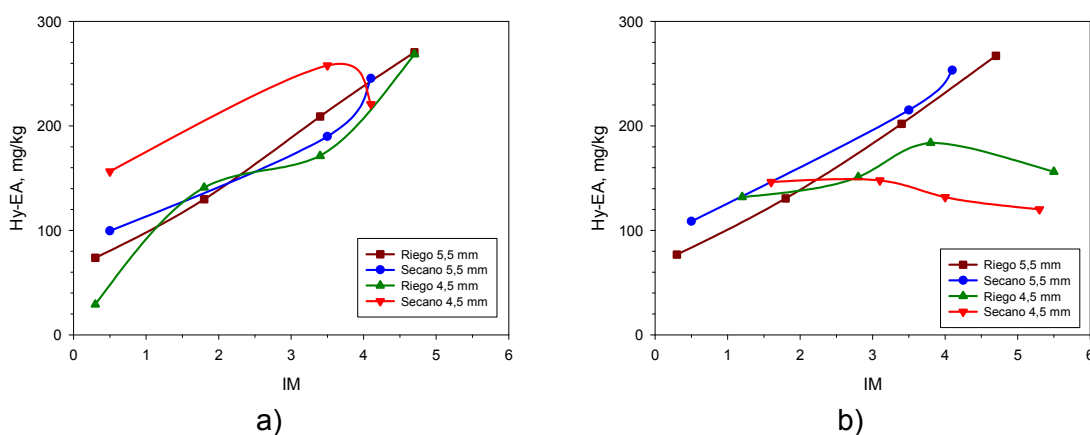 300
200
100
0
Hy-EA, mg/kg
0 1 2 3 4 5 6
IM
Riego 5,5 mm
Secano 5,5 mm
Riego 4,5 mm
Secano 4,5 mm
a)
300
200
100
0
Hy-EA, mg/kg
0 1 2 3 4 5 6
IM
Riego 5,5 mm
Secano 5,5 mm
Riego 4,5 mm
Secano 4,5 mm
b)